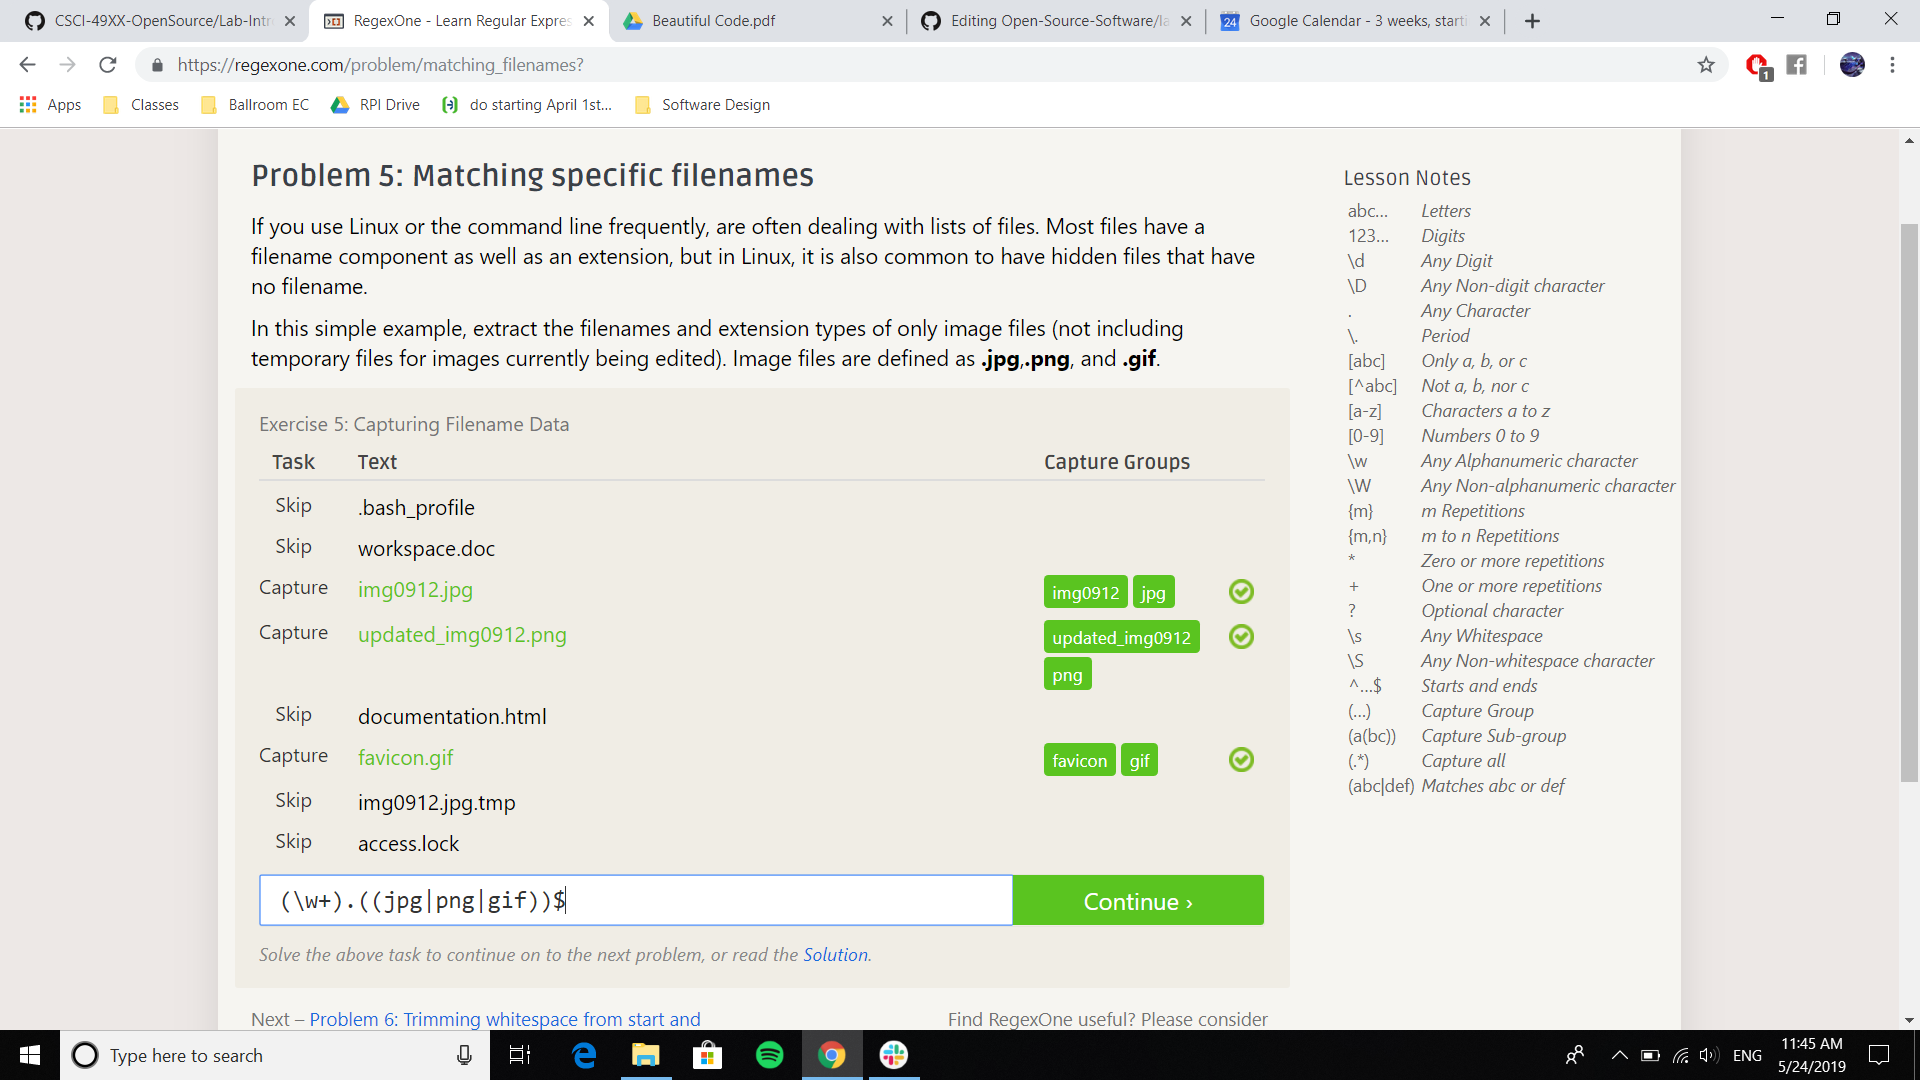 CSCI-49XX-OpenSource/Lab-Intr
RegexOne - Learn Regular Expres
Beautiful Code.pdf
Editing Open-Source-Software/la
24
Google Calendar - 3 weeks, starti
https://regexone.com/problem/matching_filenames?
1
Apps
Classes
Ballroom EC
RPI Drive
do starting April 1st...
Software Design
Problem 5: Matching specific filenames
If you use Linux or the command line frequently, are often dealing with lists of files. Most files have a
filename component as well as an extension, but in Linux, it is also common to have hidden files that have
no filename.
In this simple example, extract the filenames and extension types of only image files (not including
temporary files for images currently being edited). Image files are defined as .jpg,.png, and .gif.
Exercise 5: Capturing Filename Data
Task Text Capture Groups
Skip .bash_profile
Skip workspace.doc
Capture img0912.jpg img0912 jpg
Capture updated_img0912.png updated_img0912
png
Skip documentation.html
Capture favicon.gif favicon gif
Skip img0912.jpg.tmp
Skip access.lock
(\w+).((jpg|png|gif))$
Continue ›
Solve the above task to continue on to the next problem, or read the Solution.
Next – Problem 6: Trimming whitespace from start and
Find RegexOne useful? Please consider
Lesson Notes
abc... Letters
123... Digits
\d Any Digit
\D Any Non-digit character
. Any Character
\. Period
[abc] Only a, b, or c
[^abc] Not a, b, nor c
[a-z] Characters a to z
[0-9] Numbers 0 to 9
\w Any Alphanumeric character
\W Any Non-alphanumeric character
{m} m Repetitions
{m,n} m to n Repetitions
* Zero or more repetitions
+ One or more repetitions
? Optional character
\s Any Whitespace
\S Any Non-whitespace character
^...$ Starts and ends
(...) Capture Group
(a(bc)) Capture Sub-group
(.*) Capture all
(abc|def) Matches abc or def
Type here to search
ENG
11:45 AM
5/24/2019